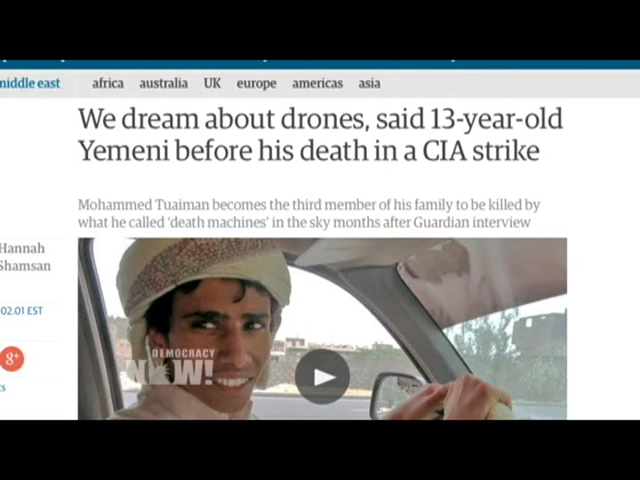 middle east africa australia UK europe americas asia
We dream about drones, said 13-year-old
Yemeni before his death in a CIA strike
Mohammed Tuaiman becomes the third member of his family to be killed by
what he called 'death machines' in the sky months after Guardian interview
Hannah
Shamsan
02.01 EST
g+
ts
DEMOCRACY
NOW!